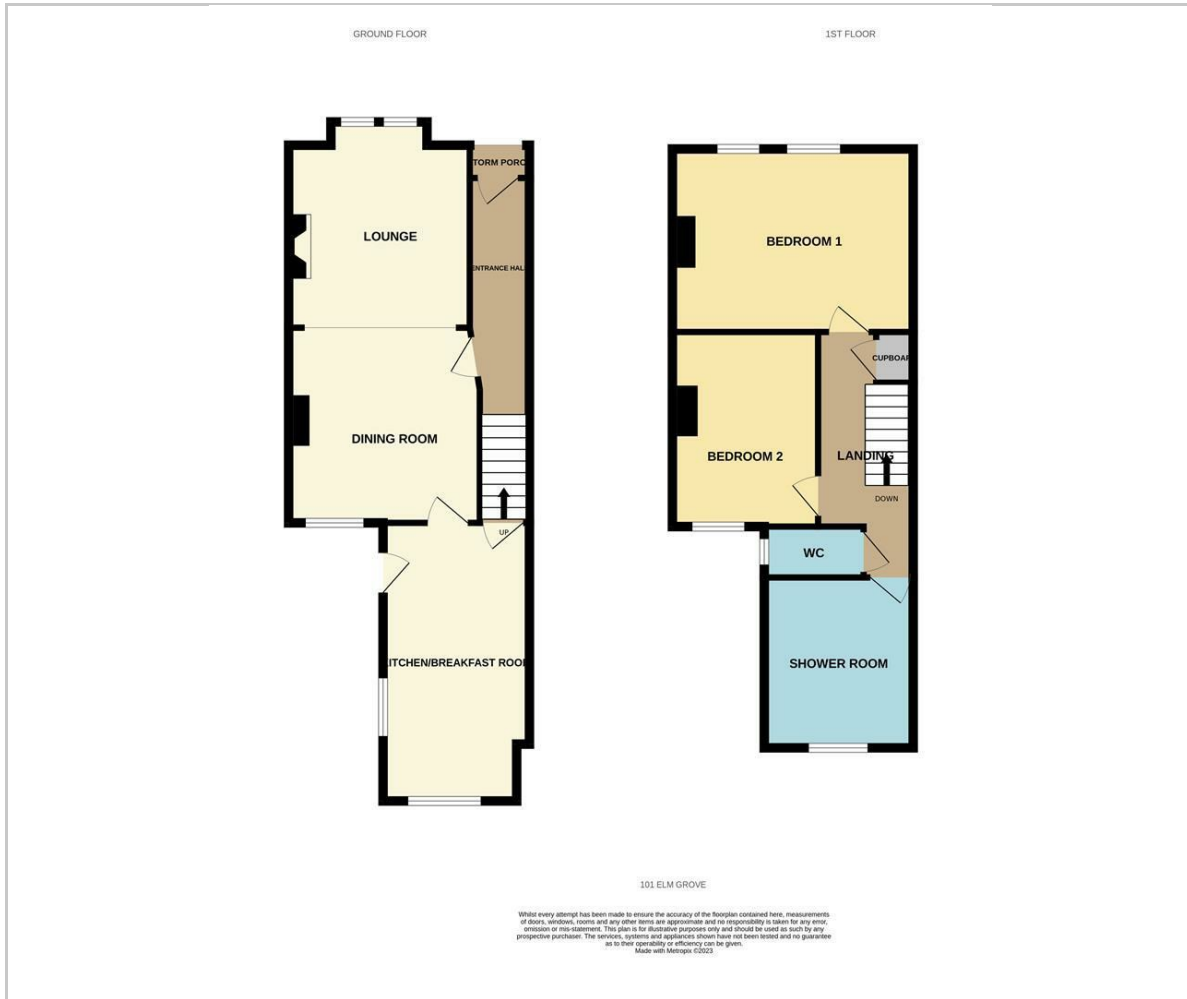 GROUND FLOOR
1ST FLOOR
TORM PORC
LOUNGE
ENTRANCE HAL
DINING ROOM
UP
ITCHEN/BREAKFAST ROO
BEDROOM 1
CUPBOAR
BEDROOM 2
LANDING
DOWN
WC
SHOWER ROOM
101 ELM GROVE
Whilst every attempt has been made to ensure the accuracy of the floorplan contained here, measurements
of doors, windows, rooms and any other items are approximate and no responsibility is taken for any error,
omission or mis-statement. This plan is for illustrative purposes only and should be used as such by any
prospective purchaser. The services, systems and appliances shown have not been tested and no guarantee
as to their operability or efficiency can be given.
Made with Metropix ©2023